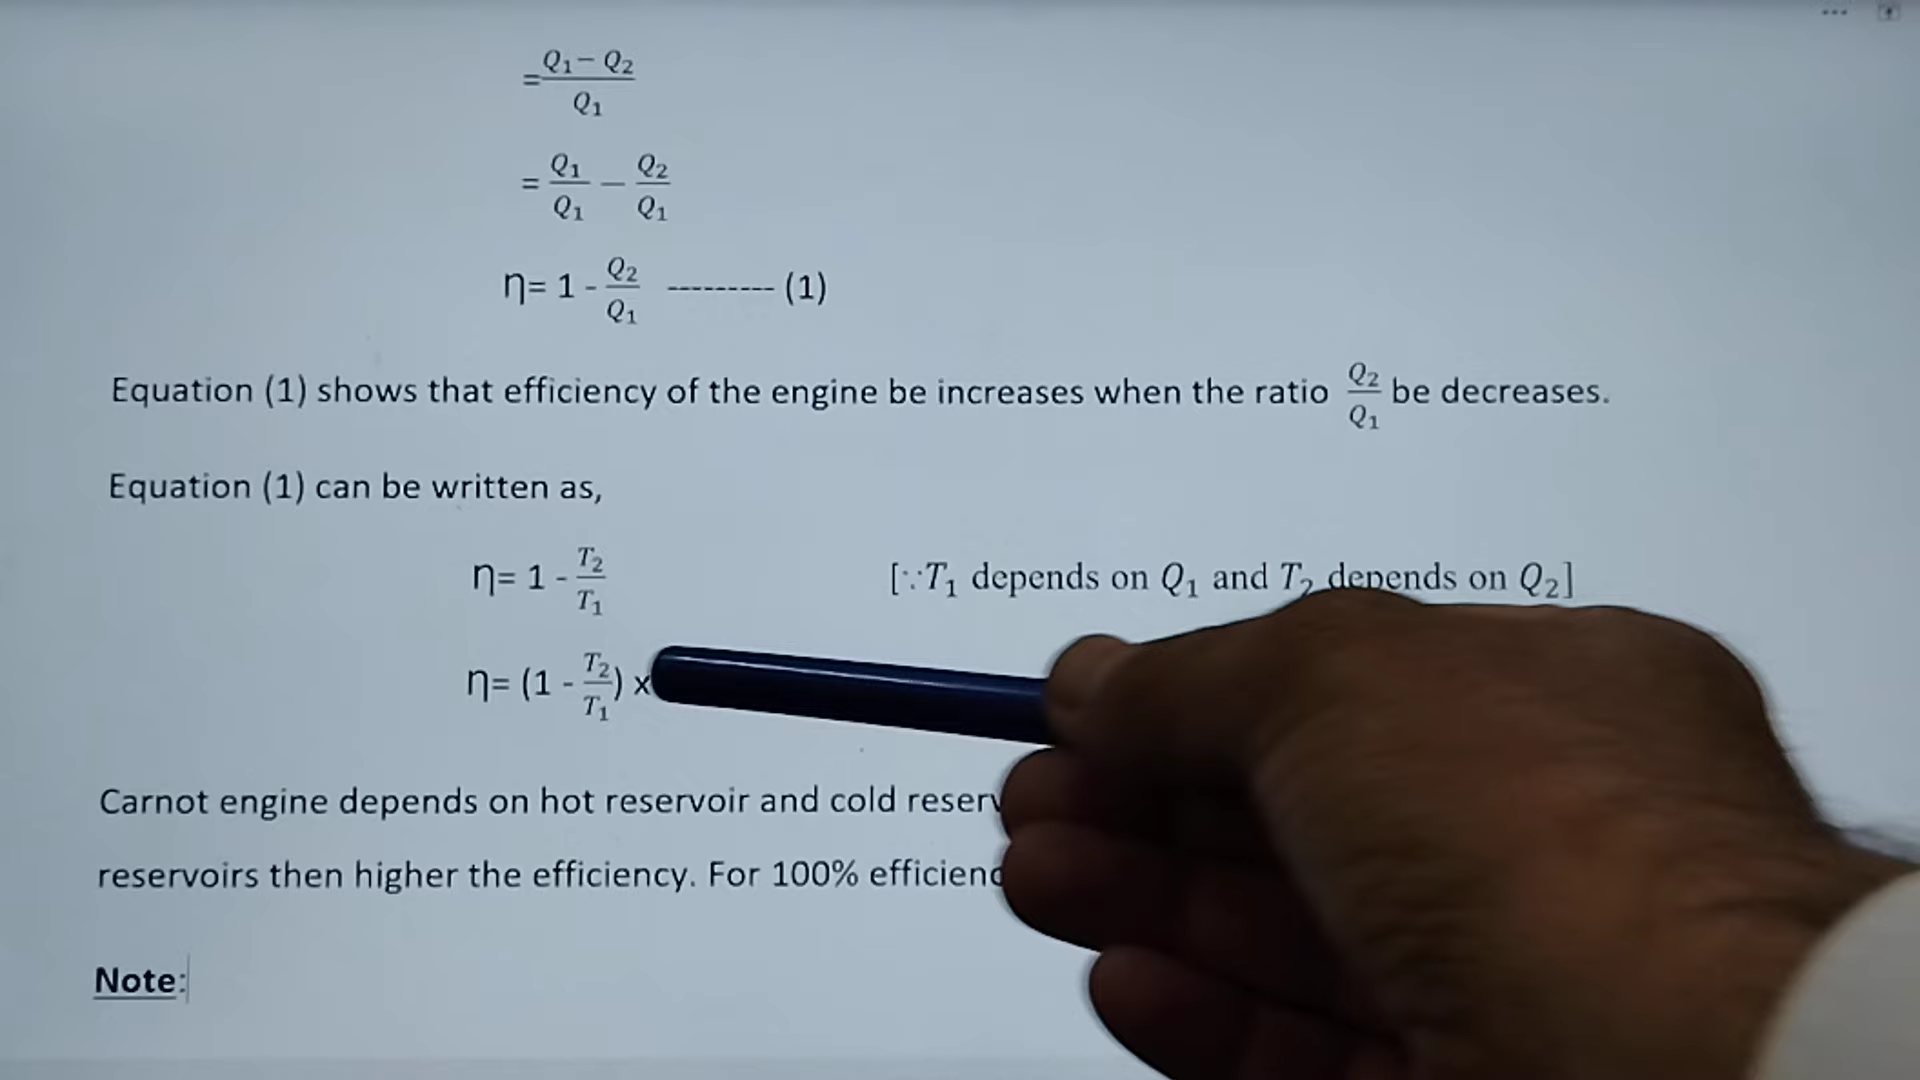 = Q₁ − Q₂ / Q₁
= Q₁ / Q₁ − Q₂ / Q₁
η= 1 - Q₂ / Q₁ --------- (1)
Equation (1) shows that efficiency of the engine be increases when the ratio Q₂ / Q₁ be decreases.
Equation (1) can be written as,
η= 1 - T₂ / T₁ [∵T₁ depends on Q₁ and T₂ depends on Q₂]
η= (1 - T₂ / T₁) x
Carnot engine depends on hot reservoir and cold
reservoirs then higher the efficiency. For 100%
Note: